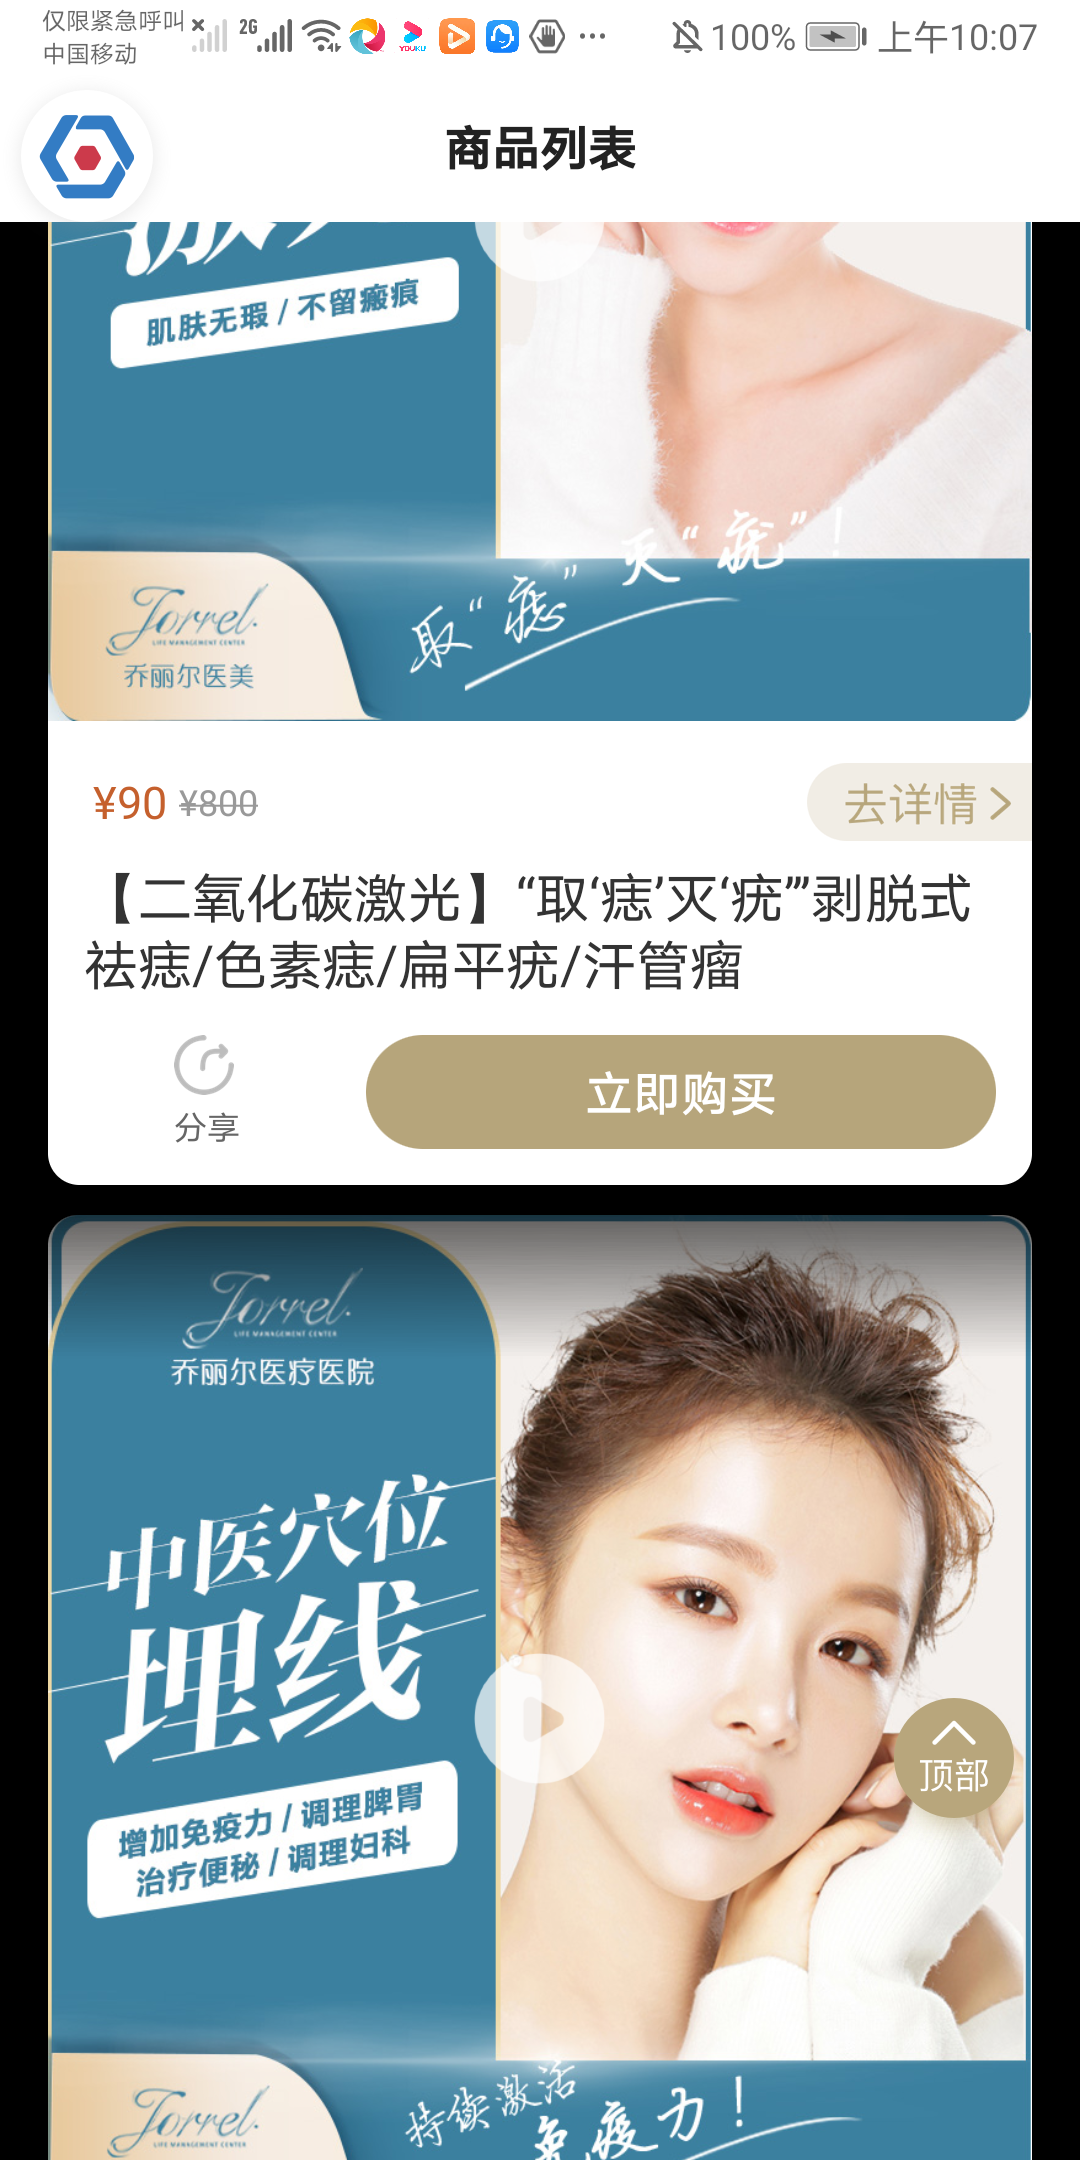 仅限紧急呼叫
中国移动
2G
YOUKU
100%
上午10:07
商品列表
肌肤无瑕 / 不留瘢痕
取“痣”灭“疣”!
Jorrel.
LIFE MANAGEMENT CENTER
乔丽尔医美
¥90 ¥800
去详情
【二氧化碳激光】“取‘痣’灭‘疣’”剥脱式
祛痣/色素痣/扁平疣/汗管瘤
分享
立即购买
Jorrel.
LIFE MANAGEMENT CENTER
乔丽尔医疗医院
中医穴位
埋线
增加免疫力 / 调理脾胃
治疗便秘 / 调理妇科
顶部
持续激活
免疫力!
Jorrel.
LIFE MANAGEMENT CENTER